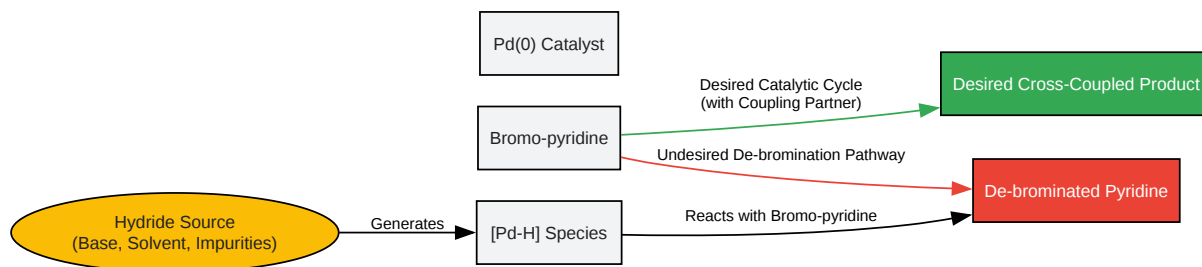 Pd(0) Catalyst
Desired Catalytic Cycle
(with Coupling Partner)
Desired Cross-Coupled Product
Bromo-pyridine
Undesired De-bromination Pathway
De-brominated Pyridine
Hydride Source
(Base, Solvent, Impurities)
Generates
[Pd-H] Species
Reacts with Bromo-pyridine